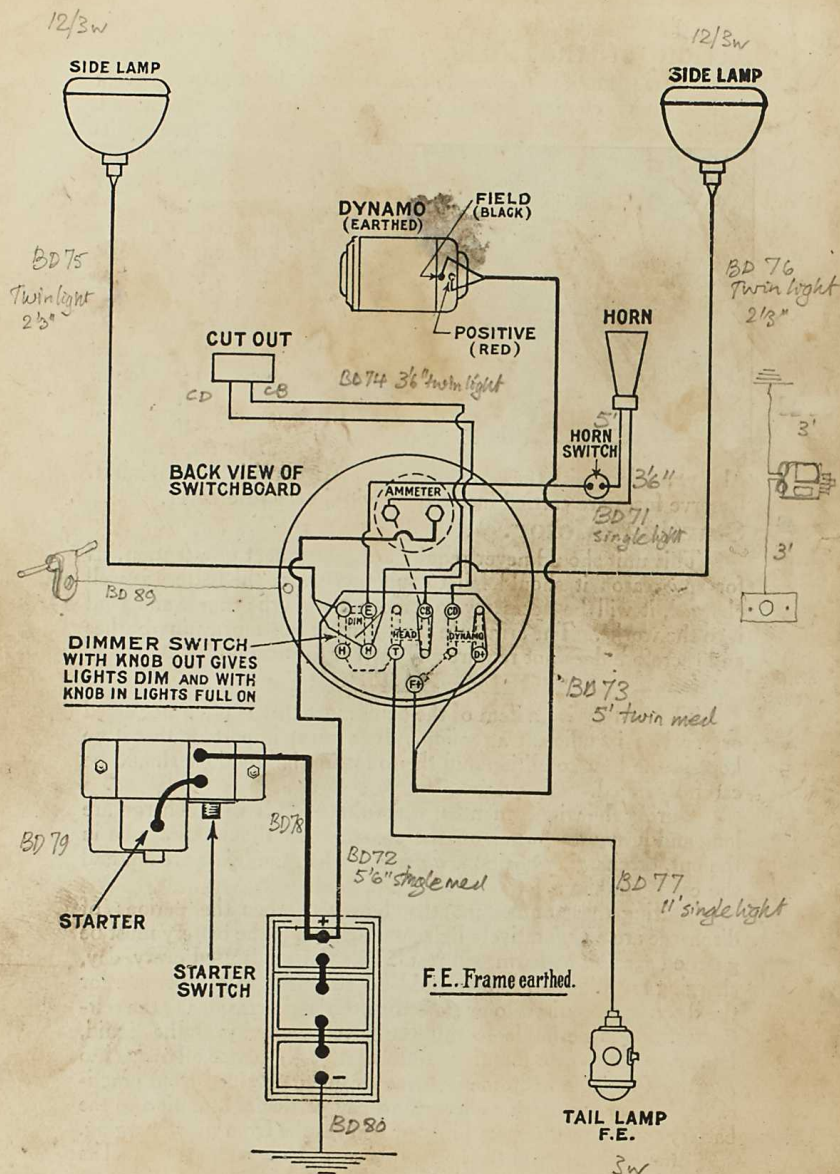 12/3w
12/3w
SIDE LAMP
SIDE LAMP
DYNAMO
(EARTHED)
FIELD
(BLACK)
BD 75
Twin light
2'3"
BD 76
Twin light
2'3"
POSITIVE
(RED)
HORN
CUT OUT
CD
CB
BD74 3'6" twin light
5'
HORN
SWITCH
3'6"
3'
BACK VIEW OF
SWITCHBOARD
AMMETER
BD71
single light
3'
BD 89
E
CB
CD
DIM
HEAD
DYNAMO
H
H
T
D+
F+
DIMMER SWITCH
WITH KNOB OUT GIVES
LIGHTS DIM AND WITH
KNOB IN LIGHTS FULL ON
BD73
5' twin med
BD 79
BD78
BD72
5'6" single med
BD 77
11' single light
STARTER
STARTER
SWITCH
+
F.E. Frame earthed.
-
BD80
TAIL LAMP
F.E.
3w